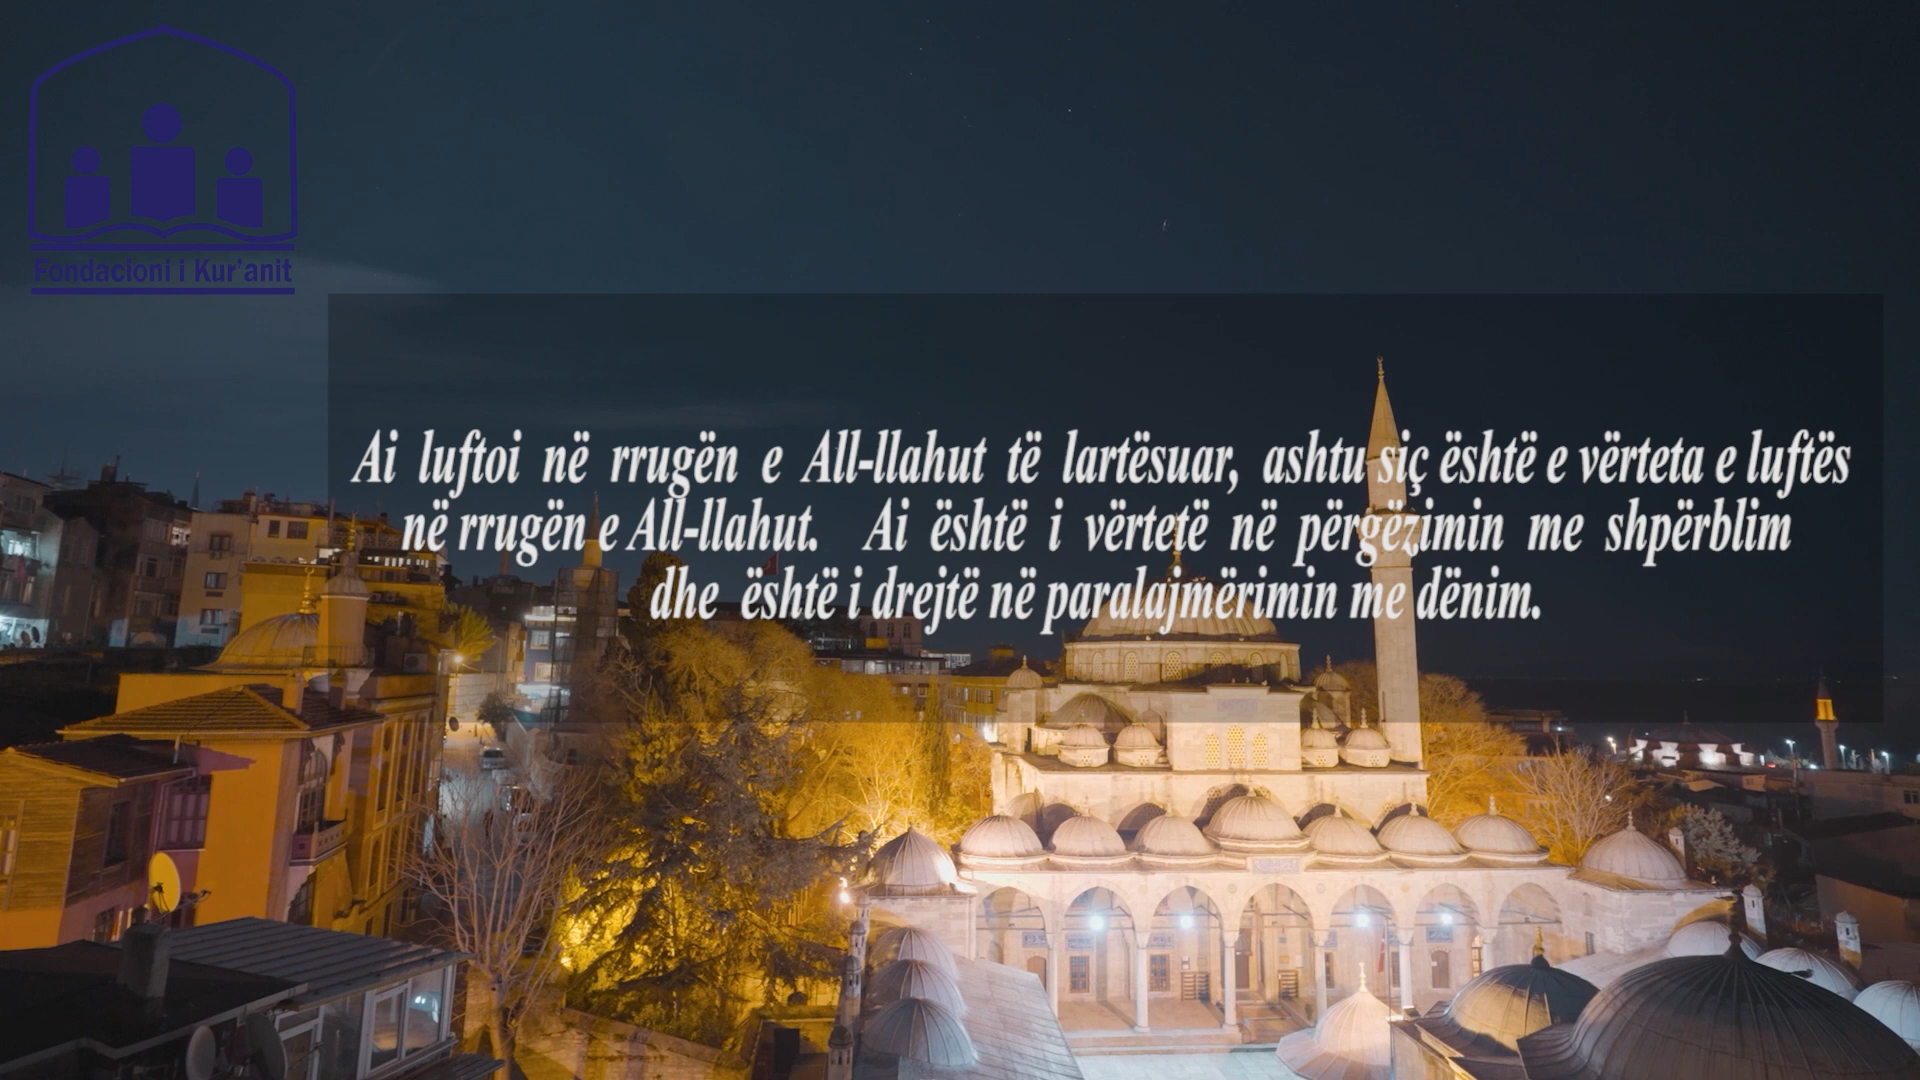 Fondacioni i Kur'anit
Ai luftoi në rrugën e All-llahut të lartësuar, ashtu siç është e vërteta e luftës
në rrugën e All-llahut. Ai është i vërtetë në përgëzimin me shpërblim
dhe është i drejtë në paralajmërimin me dënim.